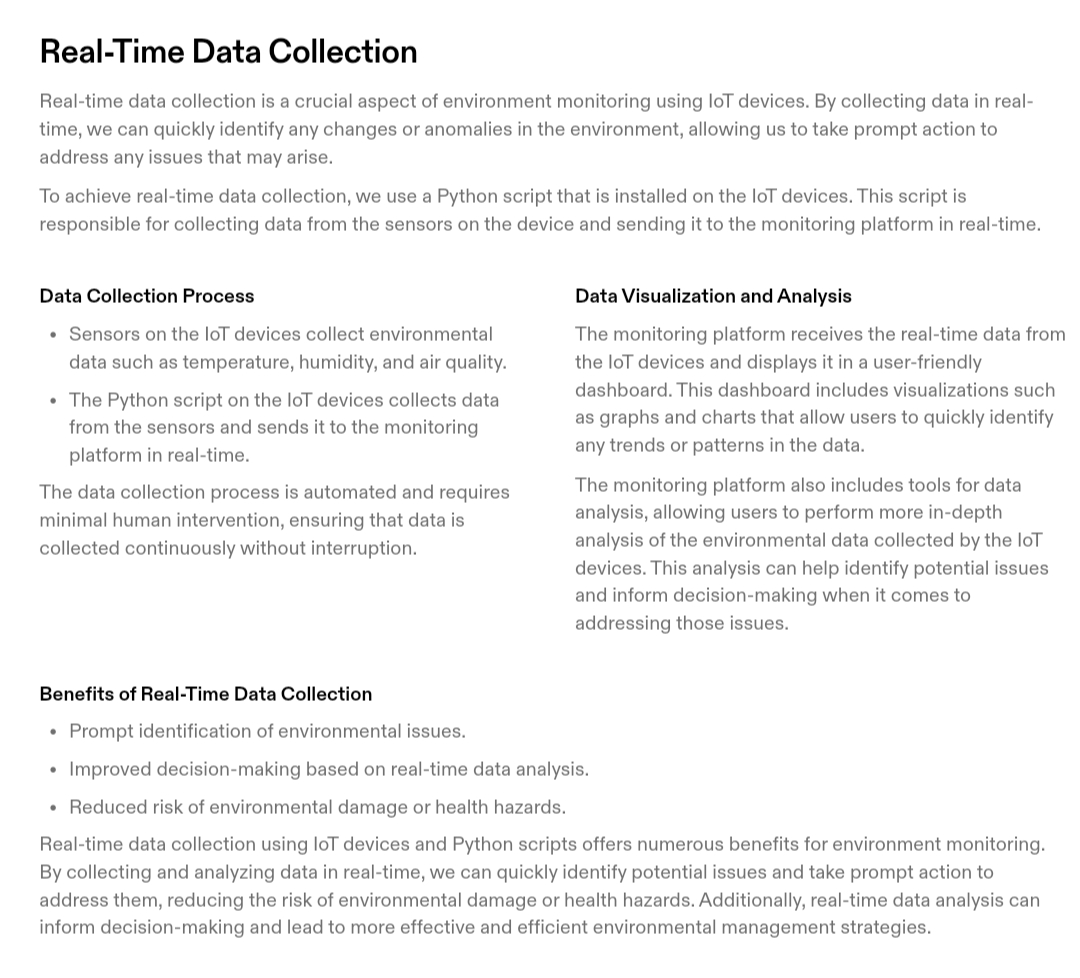 Real-Time Data Collection
Real-time data collection is a crucial aspect of environment monitoring using IoT devices. By collecting data in real-
time, we can quickly identify any changes or anomalies in the environment, allowing us to take prompt action to
address any issues that may arise.
To achieve real-time data collection, we use a Python script that is installed on the IoT devices. This script is
responsible for collecting data from the sensors on the device and sending it to the monitoring platform in real-time.
Data Collection Process
• Sensors on the IoT devices collect environmental
data such as temperature, humidity, and air quality.
• The Python script on the IoT devices collects data
from the sensors and sends it to the monitoring
platform in real-time.
The data collection process is automated and requires
minimal human intervention, ensuring that data is
collected continuously without interruption.
Data Visualization and Analysis
The monitoring platform receives the real-time data from
the IoT devices and displays it in a user-friendly
dashboard. This dashboard includes visualizations such
as graphs and charts that allow users to quickly identify
any trends or patterns in the data.
The monitoring platform also includes tools for data
analysis, allowing users to perform more in-depth
analysis of the environmental data collected by the IoT
devices. This analysis can help identify potential issues
and inform decision-making when it comes to
addressing those issues.
Benefits of Real-Time Data Collection
• Prompt identification of environmental issues.
• Improved decision-making based on real-time data analysis.
• Reduced risk of environmental damage or health hazards.
Real-time data collection using IoT devices and Python scripts offers numerous benefits for environment monitoring.
By collecting and analyzing data in real-time, we can quickly identify potential issues and take prompt action to
address them, reducing the risk of environmental damage or health hazards. Additionally, real-time data analysis can
inform decision-making and lead to more effective and efficient environmental management strategies.